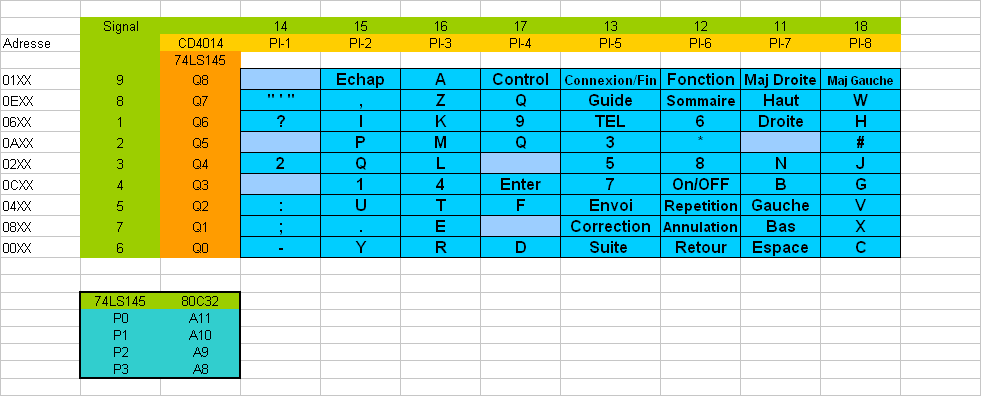 Signal 14 15 16 17 13 12 11 18
Adresse CD4014 PI-1 PI-2 PI-3 PI-4 PI-5 PI-6 PI-7 PI-8
74LS145
01XX 9 Q8 Echap A Control Connexion/Fin Fonction Maj Droite Maj Gauche
0EXX 8 Q7 " ' " , Z Q Guide Sommaire Haut W
06XX 1 Q6 ? I K 9 TEL 6 Droite H
0AXX 2 Q5 P M Q 3 * #
02XX 3 Q4 2 Q L 5 8 N J
0CXX 4 Q3 1 4 Enter 7 On/OFF B G
04XX 5 Q2 : U T F Envoi Repetition Gauche V
08XX 7 Q1 ; . E Correction Annulation Bas X
00XX 6 Q0 - Y R D Suite Retour Espace C
74LS145 80C32
P0 A11
P1 A10
P2 A9
P3 A8